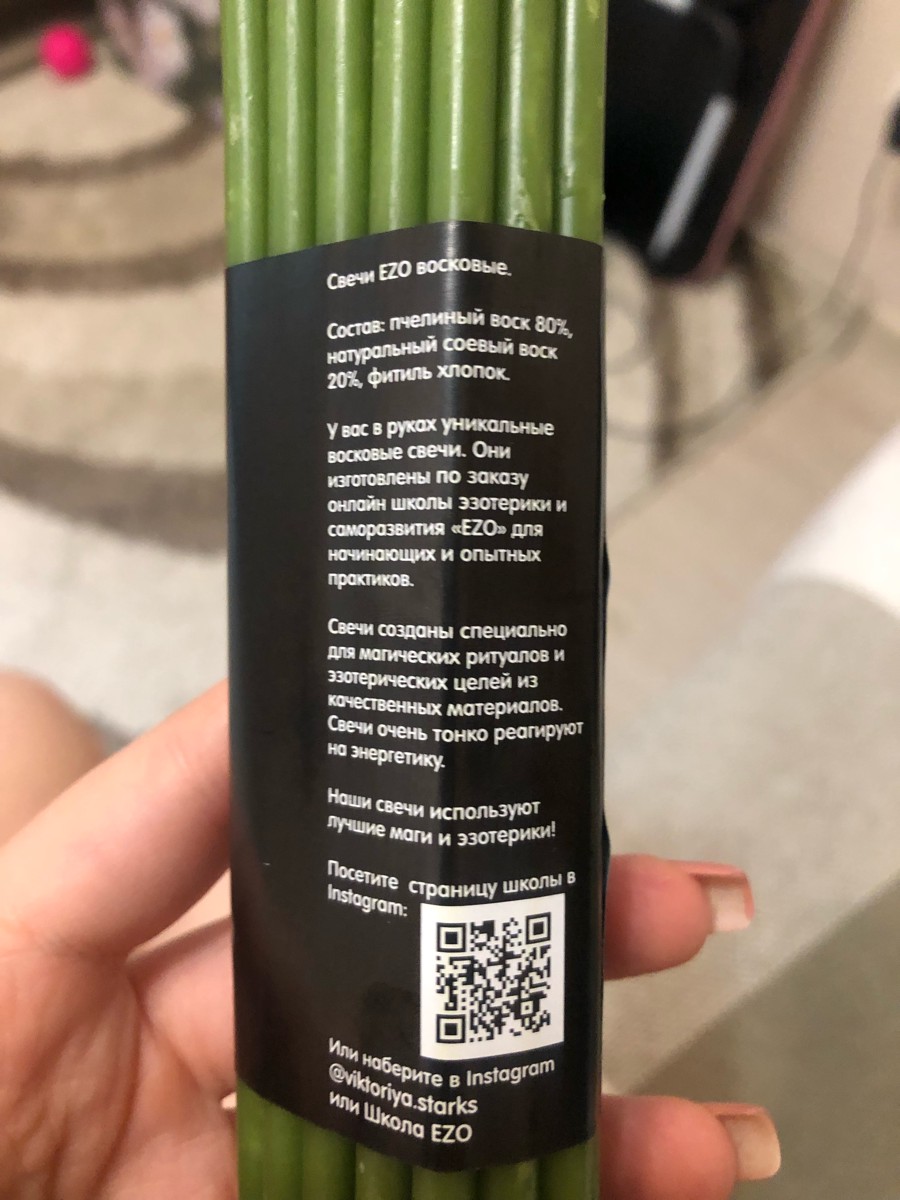 Свечи EZO восковые.
Состав: пчелиный воск 80%,
натуральный соевый воск
20%, фитиль хлопок.
У вас в руках уникальные
восковые свечи. Они
изготовлены по заказу
онлайн школы эзотерики и
саморазвития «EZO» для
начинающих и опытных
практиков.
Свечи созданы специально
для магических ритуалов и
эзотерических целей из
качественных материалов.
Свечи очень тонко реагируют
на энергетику.
Наши свечи используют
лучшие маги и эзотерики!
Посетите страницу школы в
Instagram:
Или наберите в Instagram
@viktoriya.starks
или Школа EZO